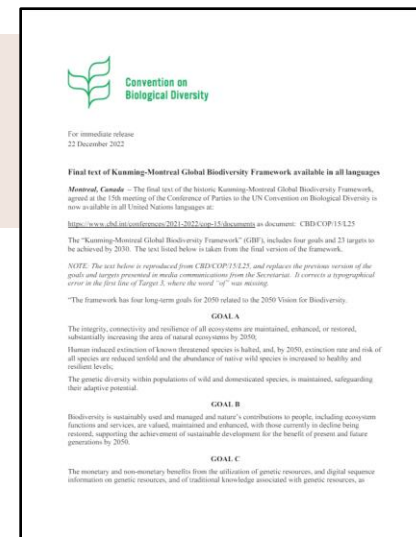 Convention on
Biological Diversity
For immediate release
22 December 2022
Final text of Kunming-Montreal Global Biodiversity Framework available in all languages
Montreal, Canada – The final text of the historic Kunming-Montreal Global Biodiversity Framework,
agreed at the 15th meeting of the Conference of Parties to the UN Convention on Biological Diversity is
now available in all United Nations languages at:
https://www.cbd.int/conferences/2021-2022/cop-15/documents as document: CBD/COP/15/L25
The "Kunming-Montreal Global Biodiversity Framework" (GBF), includes four goals and 23 targets to
be achieved by 2030. The text listed below is taken from the final version of the framework.
NOTE: The text below is reproduced from CBD/COP/15/L25, and replaces the previous version of the
goals and targets presented in media communications from the Secretariat. It corrects a typographical
error in the first line of Target 3, where the word "of" was missing.
"The framework has four long-term goals for 2050 related to the 2050 Vision for Biodiversity.
GOAL A
The integrity, connectivity and resilience of all ecosystems are maintained, enhanced, or restored,
substantially increasing the area of natural ecosystems by 2050;
Human induced extinction of known threatened species is halted, and, by 2050, extinction rate and risk of
all species are reduced tenfold and the abundance of native wild species is increased to healthy and
resilient levels;
The genetic diversity within populations of wild and domesticated species, is maintained, safeguarding
their adaptive potential.
GOAL B
Biodiversity is sustainably used and managed and nature's contributions to people, including ecosystem
functions and services, are valued, maintained and enhanced, with those currently in decline being
restored, supporting the achievement of sustainable development for the benefit of present and future
generations by 2050.
GOAL C
The monetary and non-monetary benefits from the utilization of genetic resources, and digital sequence
information on genetic resources, and of traditional knowledge associated with genetic resources, as